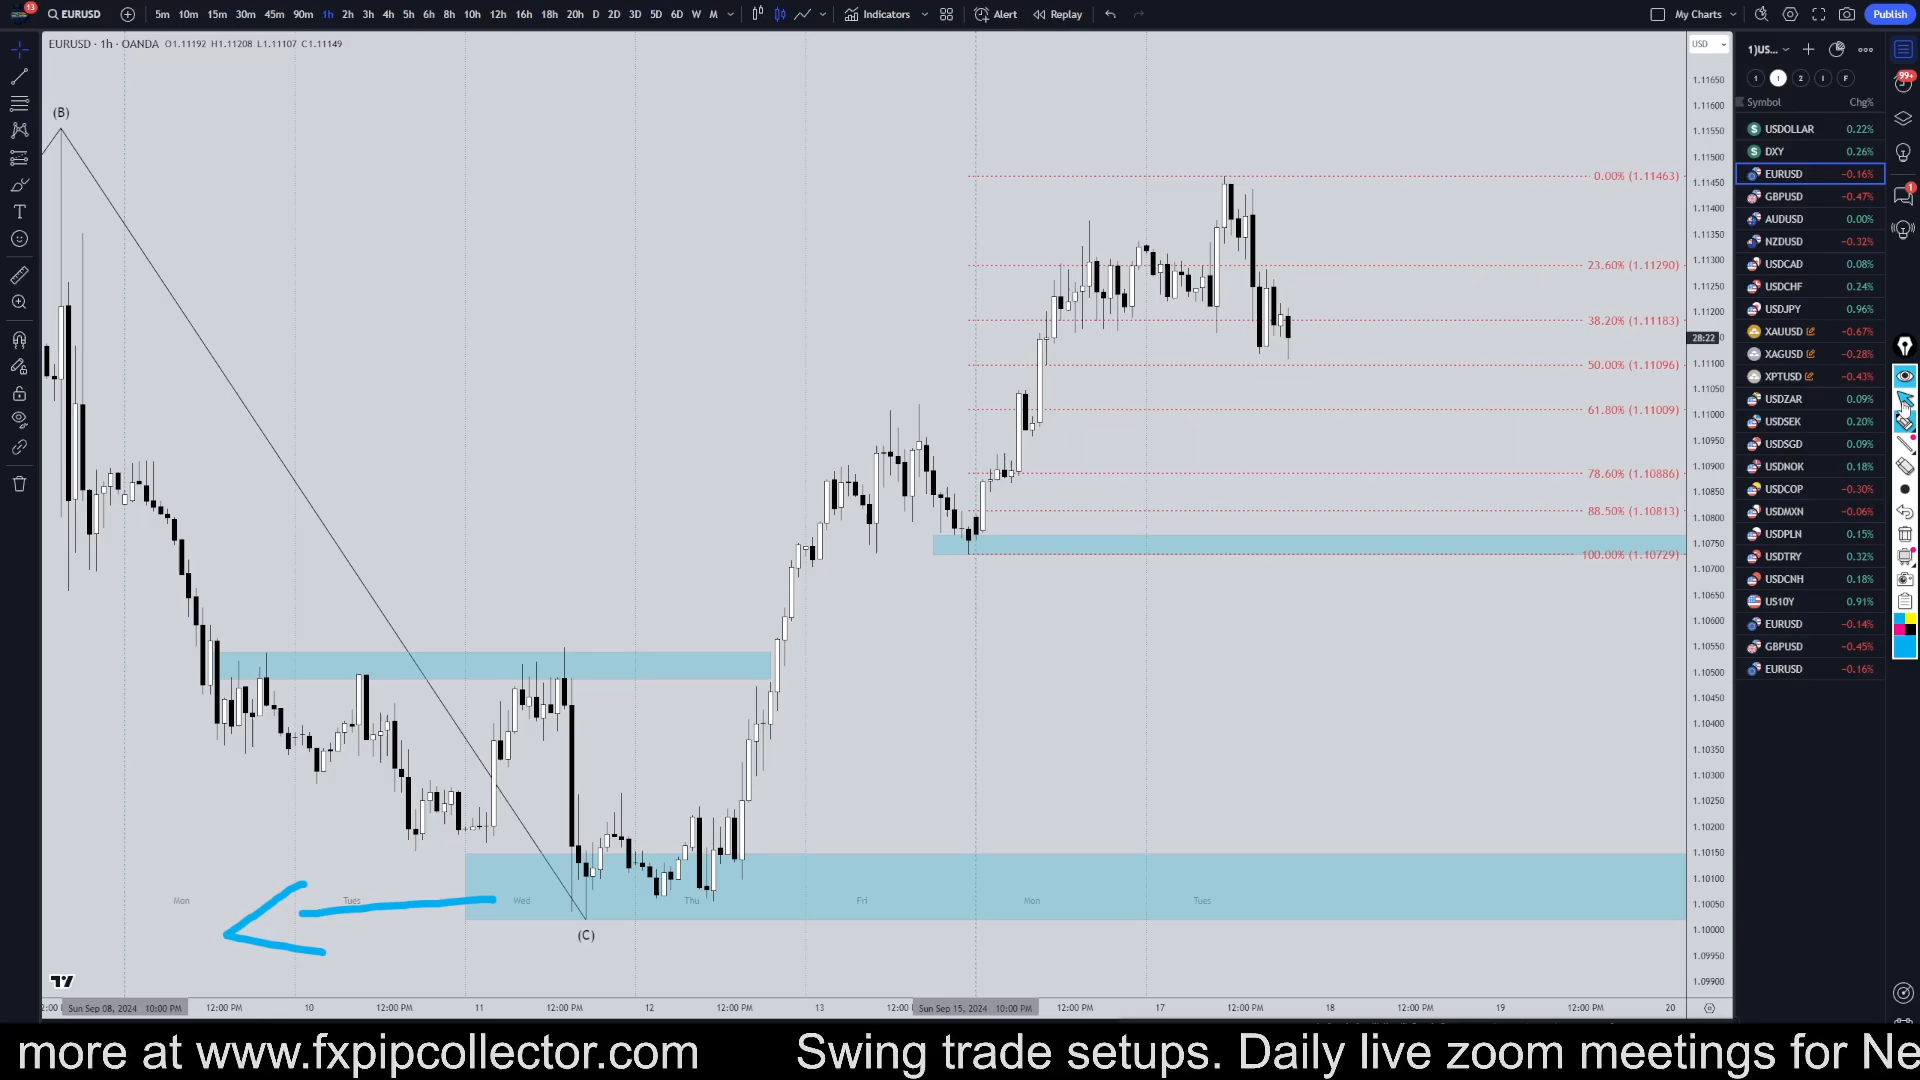 13
EURUSD
5m 10m 15m 30m 45m 90m 1h 2h 3h 4h 5h 6h 8h 10h 12h 16h 18h 20h D 2D 3D 5D 6D W M
Indicators
Alert
Replay
My Charts
Publish
EURUSD · 1h · OANDA O1.11192 H1.11208 L1.11107 C1.11149
USD
(B)
(C)
0.00% (1.11463)
23.60% (1.11290)
38.20% (1.11183)
50.00% (1.11096)
61.80% (1.11009)
78.60% (1.10886)
88.50% (1.10813)
100.00% (1.10729)
1.11650
1.11600
1.11550
1.11500
1.11450
1.11400
1.11350
1.11300
1.11250
1.11200
28:22
1.11100
1.11050
1.11000
1.10950
1.10900
1.10850
1.10800
1.10750
1.10700
1.10650
1.10600
1.10550
1.10500
1.10450
1.10400
1.10350
1.10300
1.10250
1.10200
1.10150
1.10100
1.10050
1.10000
1.09950
1.09900
Mon Tues Wed Thu Fri Mon Tues
Sun Sep 08, 2024 10:00 PM 12:00 PM 10 12:00 PM 11 12:00 PM 12 12:00 PM 13 Sun Sep 15, 2024 10:00 PM 12:00 PM 17 12:00 PM 18 12:00 PM 19 12:00 PM 20
1)US...
1 1 2 I F
Symbol Chg%
USDOLLAR 0.22%
DXY 0.26%
EURUSD −0.16%
GBPUSD −0.47%
AUDUSD 0.00%
NZDUSD −0.32%
USDCAD 0.08%
USDCHF 0.24%
USDJPY 0.96%
XAUUSD −0.67%
XAGUSD −0.28%
XPTUSD −0.43%
USDZAR 0.09%
USDSEK 0.20%
USDSGD 0.09%
USDNOK 0.18%
USDCOP −0.30%
USDMXN −0.06%
USDPLN 0.15%
USDTRY 0.32%
USDCNH 0.18%
US10Y 0.91%
EURUSD −0.14%
GBPUSD −0.45%
EURUSD −0.16%
99+
1
more at www.fxpipcollector.com Swing trade setups. Daily live zoom meetings for Ne